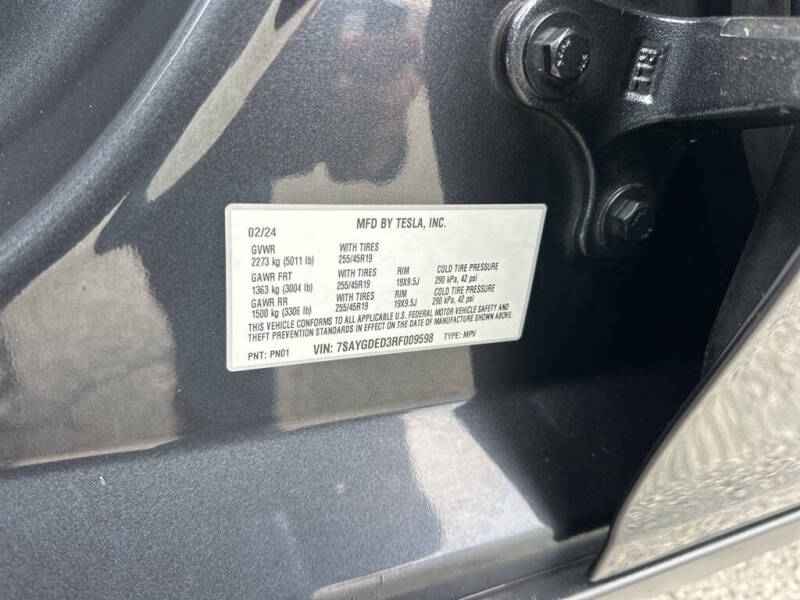 RLL
MFD BY TESLA, INC.
02/24
GVWR WITH TIRES
2273 kg (5011 lb) 255/45R19
GAWR FRT WITH TIRES RIM COLD TIRE PRESSURE
1363 kg (3004 lb) 255/45R19 19X9.5J 290 kPa, 42 psi
GAWR RR WITH TIRES RIM COLD TIRE PRESSURE
1500 kg (3306 lb) 255/45R19 19X9.5J 290 kPa, 42 psi
THIS VEHICLE CONFORMS TO ALL APPLICABLE U.S. FEDERAL MOTOR VEHICLE SAFETY AND
THEFT PREVENTION STANDARDS IN EFFECT ON THE DATE OF MANUFACTURE SHOWN ABOVE.
PNT: PN01 VIN: 7SAYGDED3RF009598 TYPE: MPV